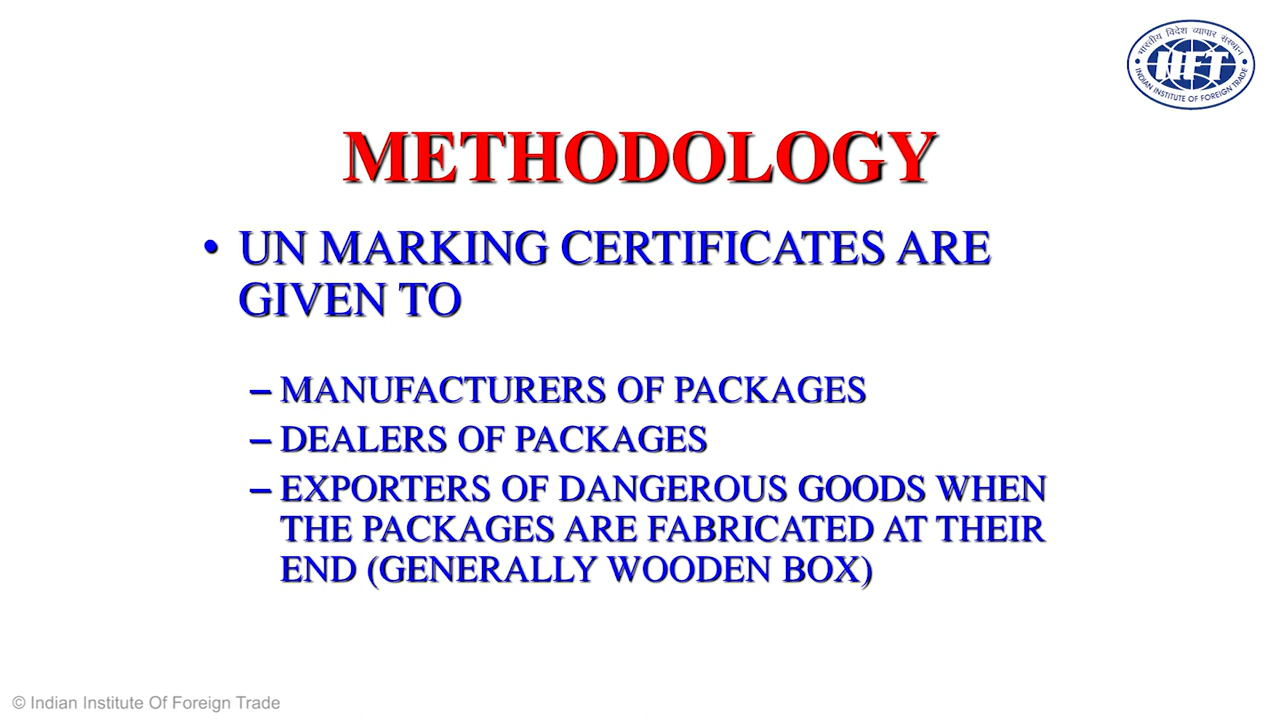 भारतीय विदेश व्यापार संस्थान
IIFT
INDIAN INSTITUTE OF FOREIGN TRADE
METHODOLOGY
• UN MARKING CERTIFICATES ARE
GIVEN TO
– MANUFACTURERS OF PACKAGES
– DEALERS OF PACKAGES
– EXPORTERS OF DANGEROUS GOODS WHEN
THE PACKAGES ARE FABRICATED AT THEIR
END (GENERALLY WOODEN BOX)
© Indian Institute Of Foreign Trade